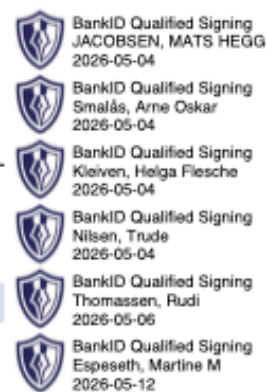 BankID Qualified Signing
JACOBSEN, MATS HEGG
2026-05-04
BankID Qualified Signing
Smalås, Arne Oskar
2026-05-04
BankID Qualified Signing
Kleiven, Helga Flesche
2026-05-04
BankID Qualified Signing
Nilsen, Trude
2026-05-04
BankID Qualified Signing
Thomassen, Rudi
2026-05-06
BankID Qualified Signing
Espeseth, Martine M
2026-05-12